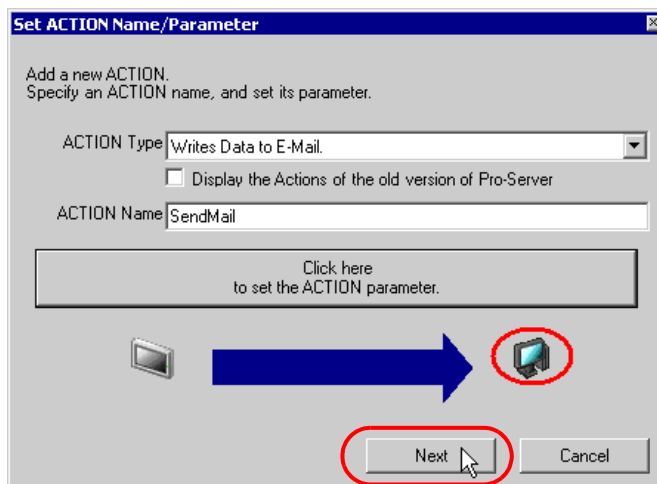 Set ACTION Name/Parameter
Add a new ACTION.
Specify an ACTION name, and set its parameter.
ACTION Type Writes Data to E-Mail.
Display the Actions of the old version of Pro-Server
ACTION Name SendMail
Click here
to set the ACTION parameter.
Next Cancel